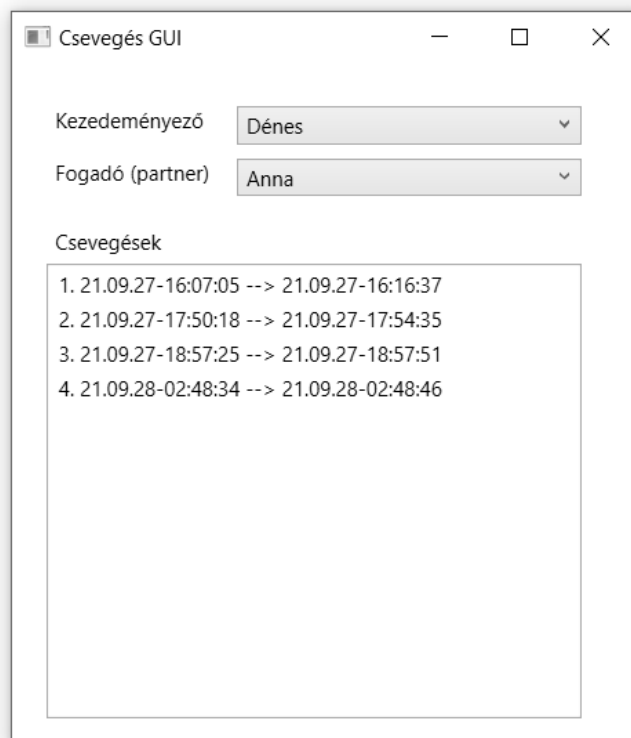 Csevegés GUI
Kezedeményező Dénes
Fogadó (partner) Anna
Csevegések
1. 21.09.27-16:07:05 --> 21.09.27-16:16:37
2. 21.09.27-17:50:18 --> 21.09.27-17:54:35
3. 21.09.27-18:57:25 --> 21.09.27-18:57:51
4. 21.09.28-02:48:34 --> 21.09.28-02:48:46